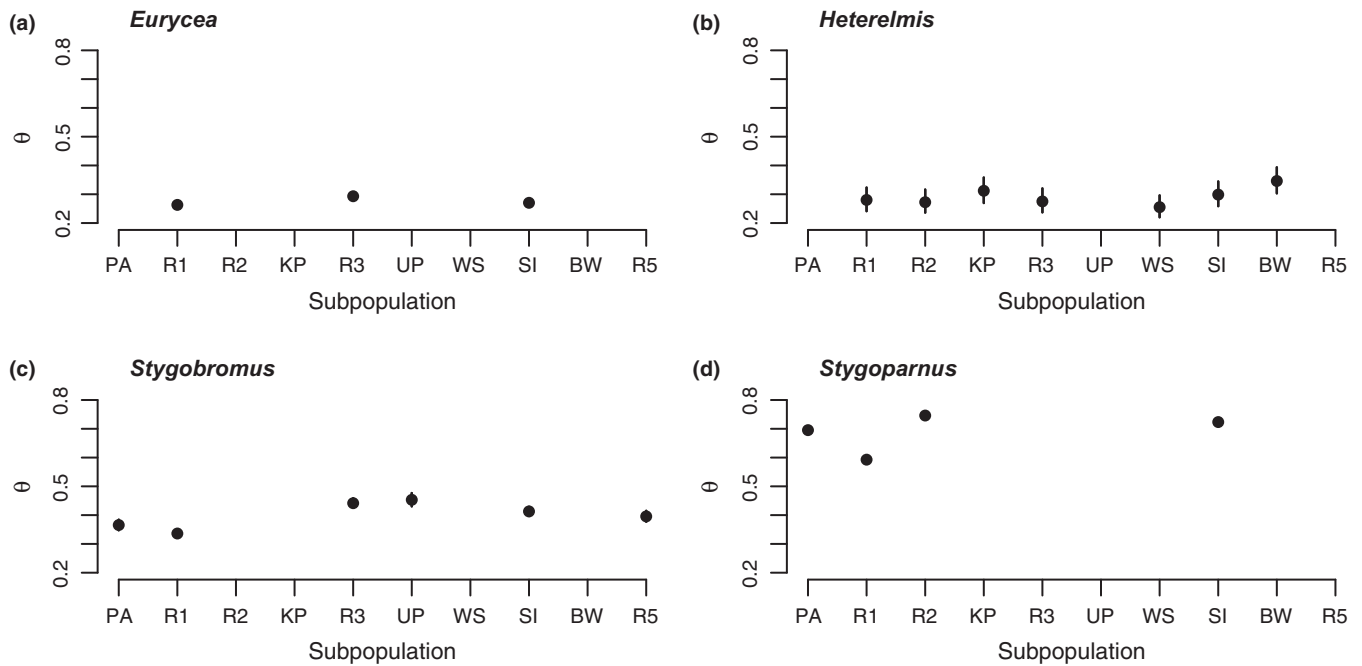 (a) Eurycea
0.8
θ
0.5
0.2
PA R1 R2 KP R3 UP WS SI BW R5
Subpopulation
(b) Heterelmis
0.8
θ
0.5
0.2
PA R1 R2 KP R3 UP WS SI BW R5
Subpopulation
(c) Stygobromus
0.8
θ
0.5
0.2
PA R1 R2 KP R3 UP WS SI BW R5
Subpopulation
(d) Stygoparnus
0.8
θ
0.5
0.2
PA R1 R2 KP R3 UP WS SI BW R5
Subpopulation